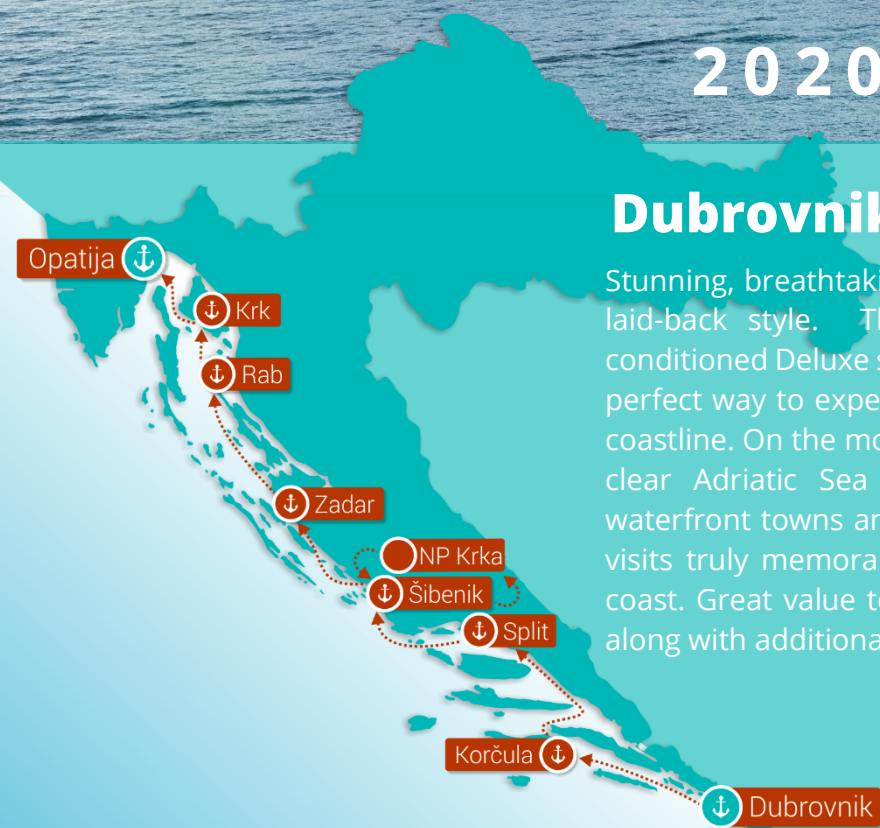 2020
Dubrovnik
Stunning, breathtaki
laid-back style. Th
conditioned Deluxe s
perfect way to expe
coastline. On the mo
clear Adriatic Sea
waterfront towns an
visits truly memora
coast. Great value to
along with additiona
Opatija
Krk
Rab
Zadar
NP Krka
Šibenik
Split
Korčula
Dubrovnik